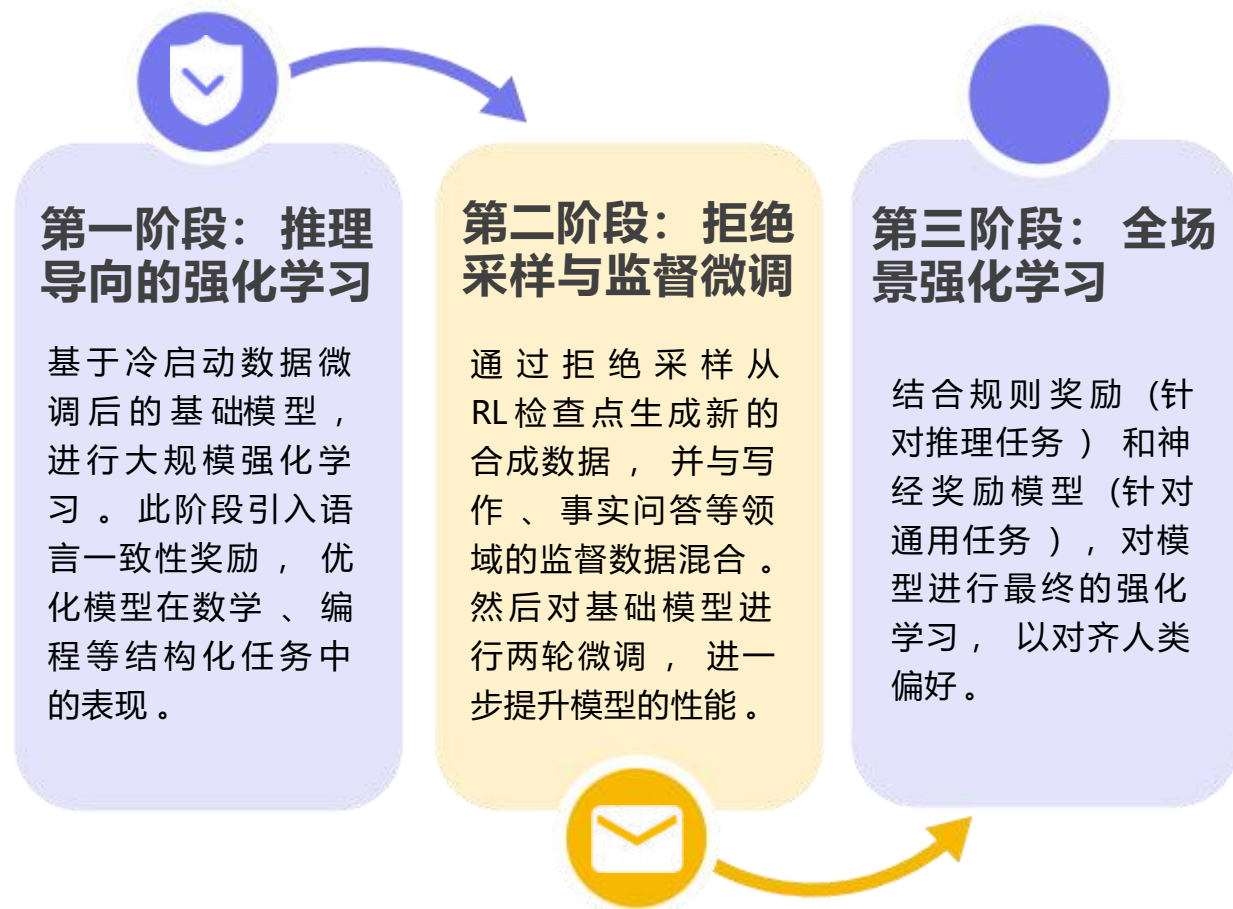 第一阶段： 推理
导向的强化学习
基于冷启动数据微
调后的基础模型，
进行大规模强化学
习 。 此阶段引入语
言一致性奖励 ， 优
化模型在数学 、编
程等结构化任务中
的表现 。
第二阶段： 拒绝
采样与监督微调
通过拒绝采样从
RL检查点生成新的
合成数据 ， 并与写
作 、 事实问答等领
域的监督数据混合 。
然后对基础模型进
行两轮微调 ， 进一
步提升模型的性能 。
第三阶段： 全场
景强化学习
结合规则奖励 (针
对推理任务 ） 和神
经奖励模型 (针对
通用任务 ） , 对模
型进行最终的强化
学习 ， 以对齐人类
偏好 。